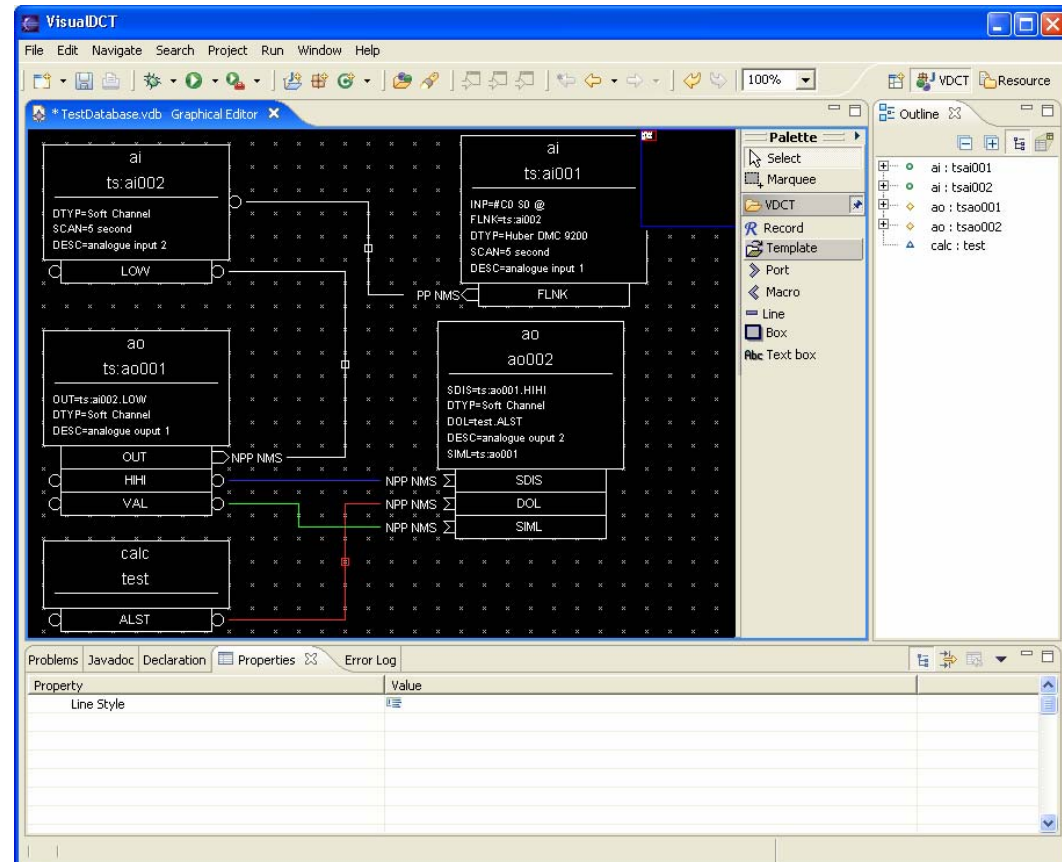 VisualDCT
File Edit Navigate Search Project Run Window Help
100%
VDCT
Resource
*TestDatabase.vdb Graphical Editor
ai
ts:ai002
DTYP=Soft Channel
SCAN=5 second
DESC=analogue input 2
LOW
ao
ts:ao001
OUT=ts:ai002.LOW
DTYP=Soft Channel
DESC=analogue ouput 1
OUT
NPP NMS
HIHI
VAL
calc
test
ALST
ai
ts:ai001
INP=#C0 S0 @
FLNK=ts:ai002
DTYP=Huber DMC 9200
SCAN=5 second
DESC=analogue input 1
PP NMS
FLNK
ao
ao002
SDIS=ts:ao001.HIHI
DTYP=Soft Channel
DOL=test.ALST
DESC=analogue ouput 2
SIML=ts:ao001
NPP NMS
SDIS
NPP NMS
DOL
NPP NMS
SIML
Palette
Select
Marquee
VDCT
Record
Template
Port
Macro
Line
Box
Abc Text box
Outline
ai : tsai001
ai : tsai002
ao : tsao001
ao : tsao002
calc : test
Problems Javadoc Declaration Properties Error Log
Property Value
Line Style